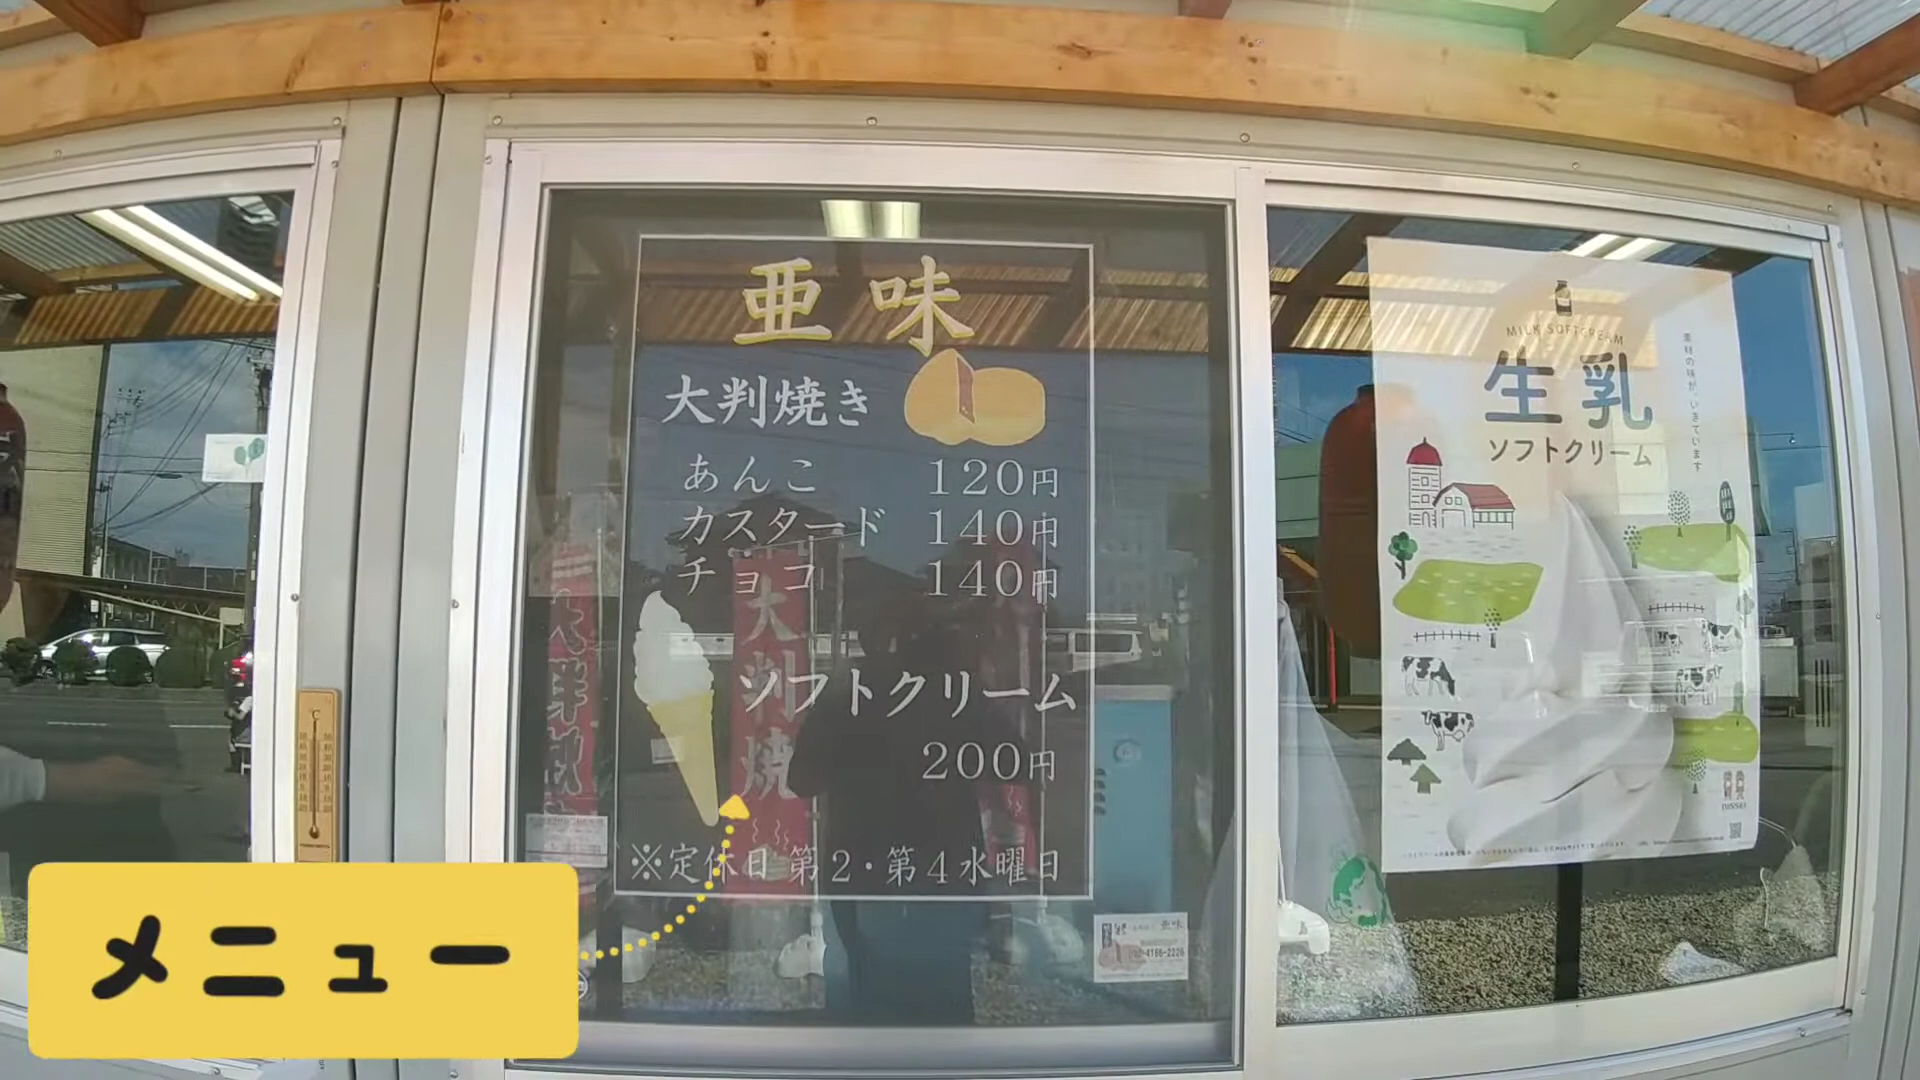 亜味
大判焼き
あんこ 120円
カスタード 140円
チョコ 140円
ソフトクリーム
200円
※定休日 第2・第4水曜日
大判焼
MILK SOFTCREAM
生乳
ソフトクリーム
素材の味が、いきています
NISSEI
亜味
メニュー